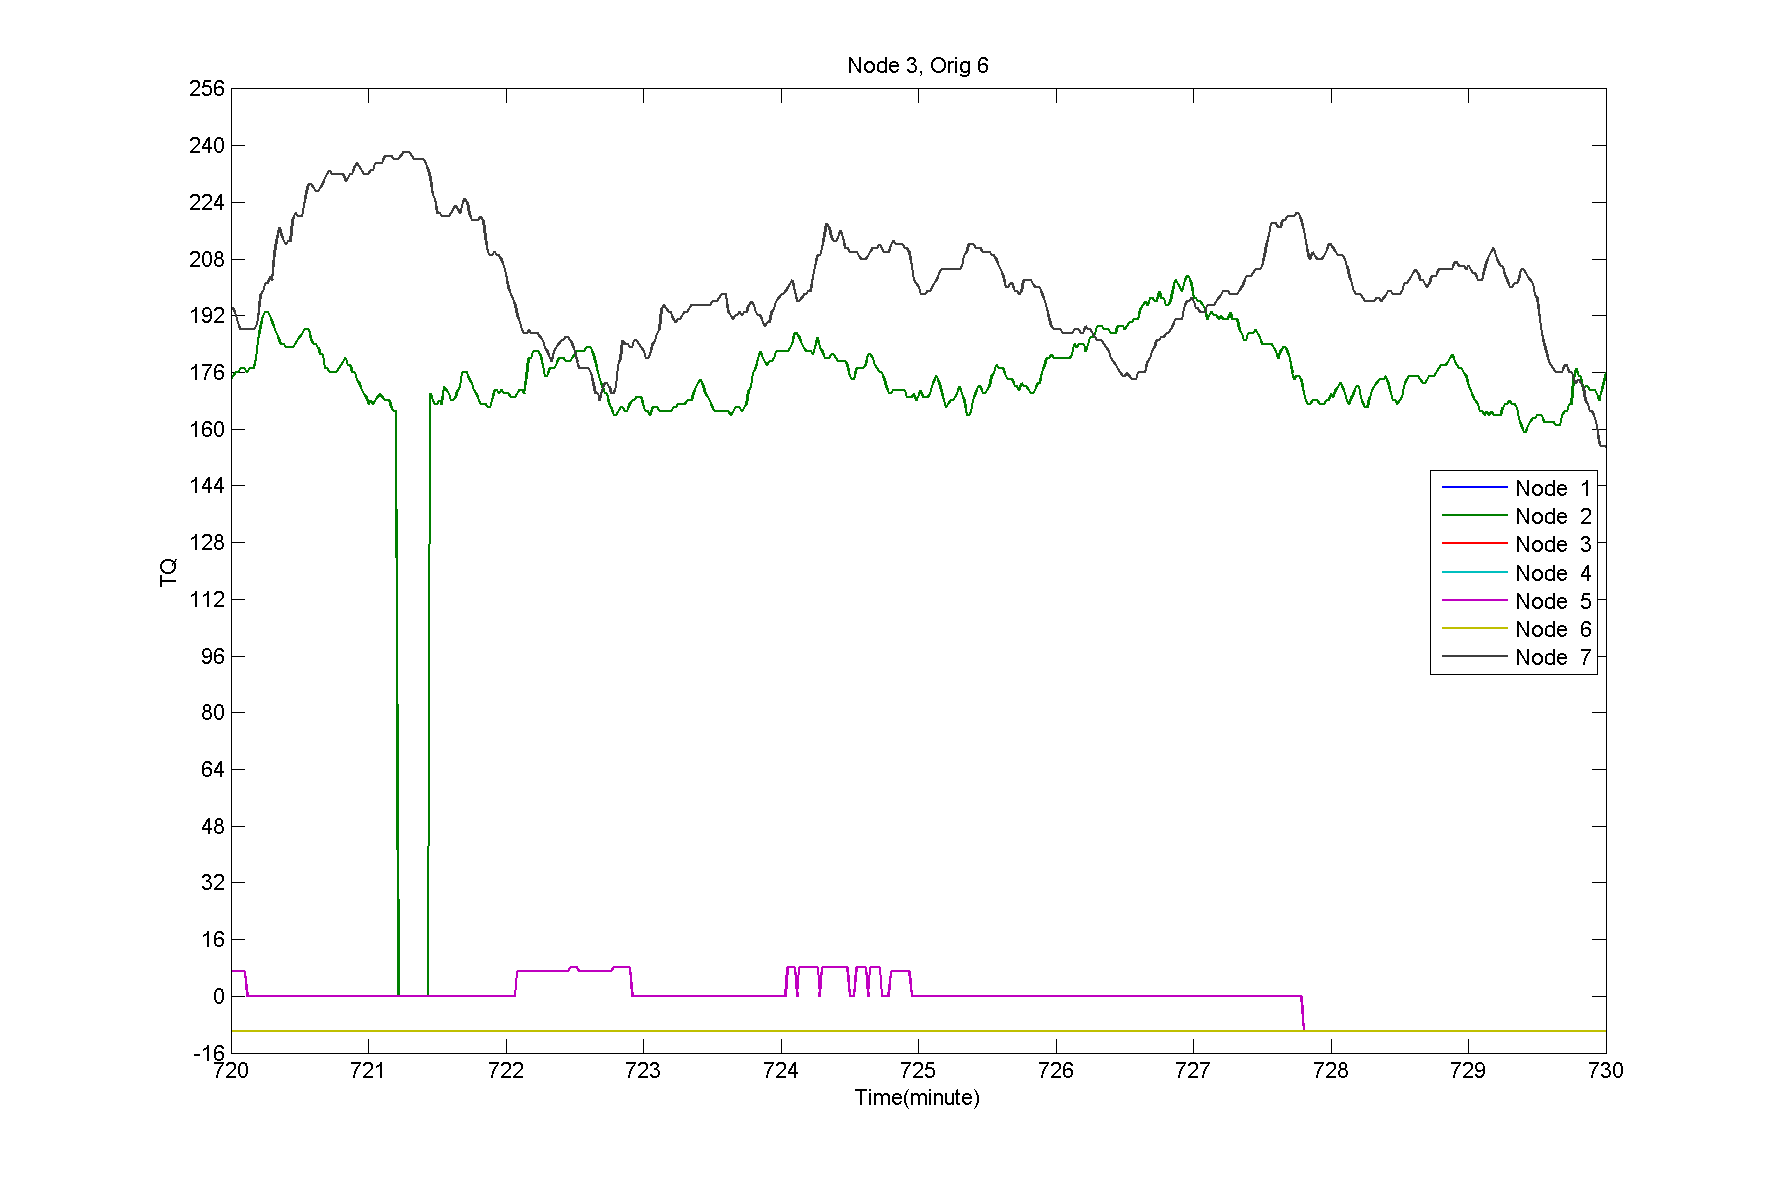 Node 3, Orig 6
256
240
224
208
192
176
160
144
128
112
96
80
64
48
32
16
0
-16
TQ
Node 1
Node 2
Node 3
Node 4
Node 5
Node 6
Node 7
720 721 722 723 724 725 726 727 728 729 730
Time(minute)